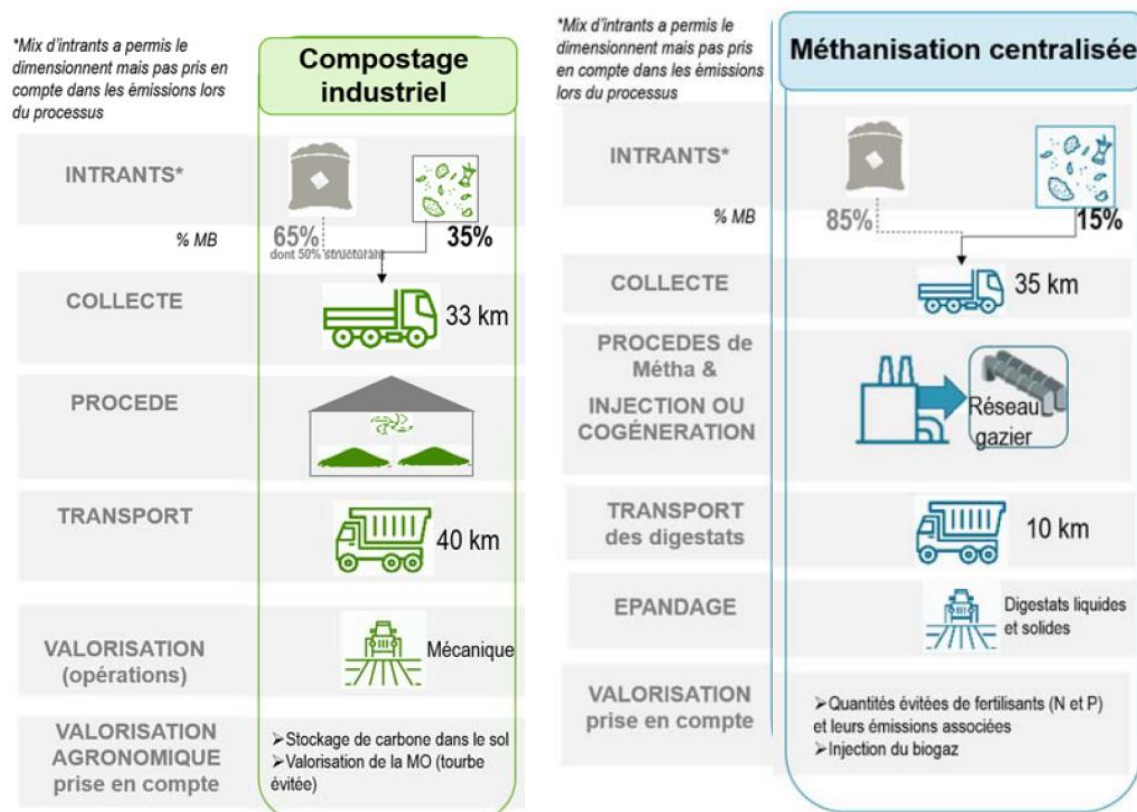 *Mix d'intrants a permis le
dimensionnent mais pas pris en
compte dans les émissions lors
du processus
Compostage
industriel
INTRANTS*
% MB
65%
dont 50% structurant
35%
COLLECTE
33 km
PROCEDE
TRANSPORT
40 km
VALORISATION
(opérations)
Mécanique
VALORISATION
AGRONOMIQUE
prise en compte
➢Stockage de carbone dans le sol
➢Valorisation de la MO (tourbe
évitée)
*Mix d'intrants a permis le
dimensionnent mais pas pris
en compte dans les émissions
lors du processus
Méthanisation centralisée
INTRANTS*
% MB
85%
15%
COLLECTE
35 km
PROCEDES de
Métha &
INJECTION OU
COGÉNERATION
Réseau
gazier
TRANSPORT
des digestats
10 km
EPANDAGE
Digestats liquides
et solides
VALORISATION
prise en compte
➢Quantités évitées de fertilisants (N et P)
et leurs émissions associées
➢Injection du biogaz